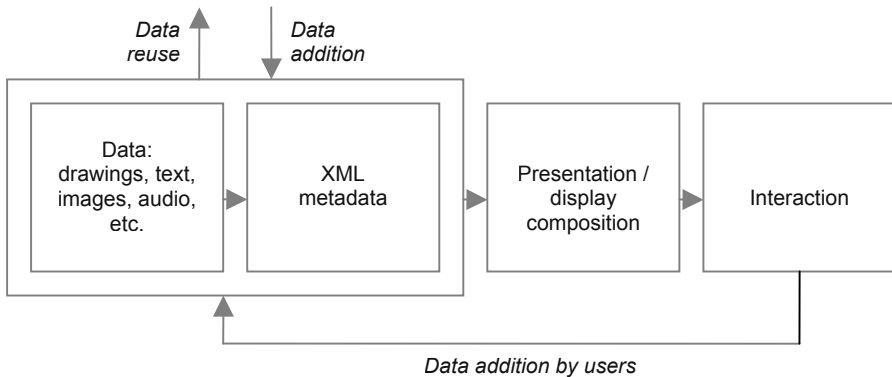 Data
reuse
Data
addition
Data:
drawings, text,
images, audio,
etc.
XML
metadata
Presentation /
display
composition
Interaction
Data addition by users